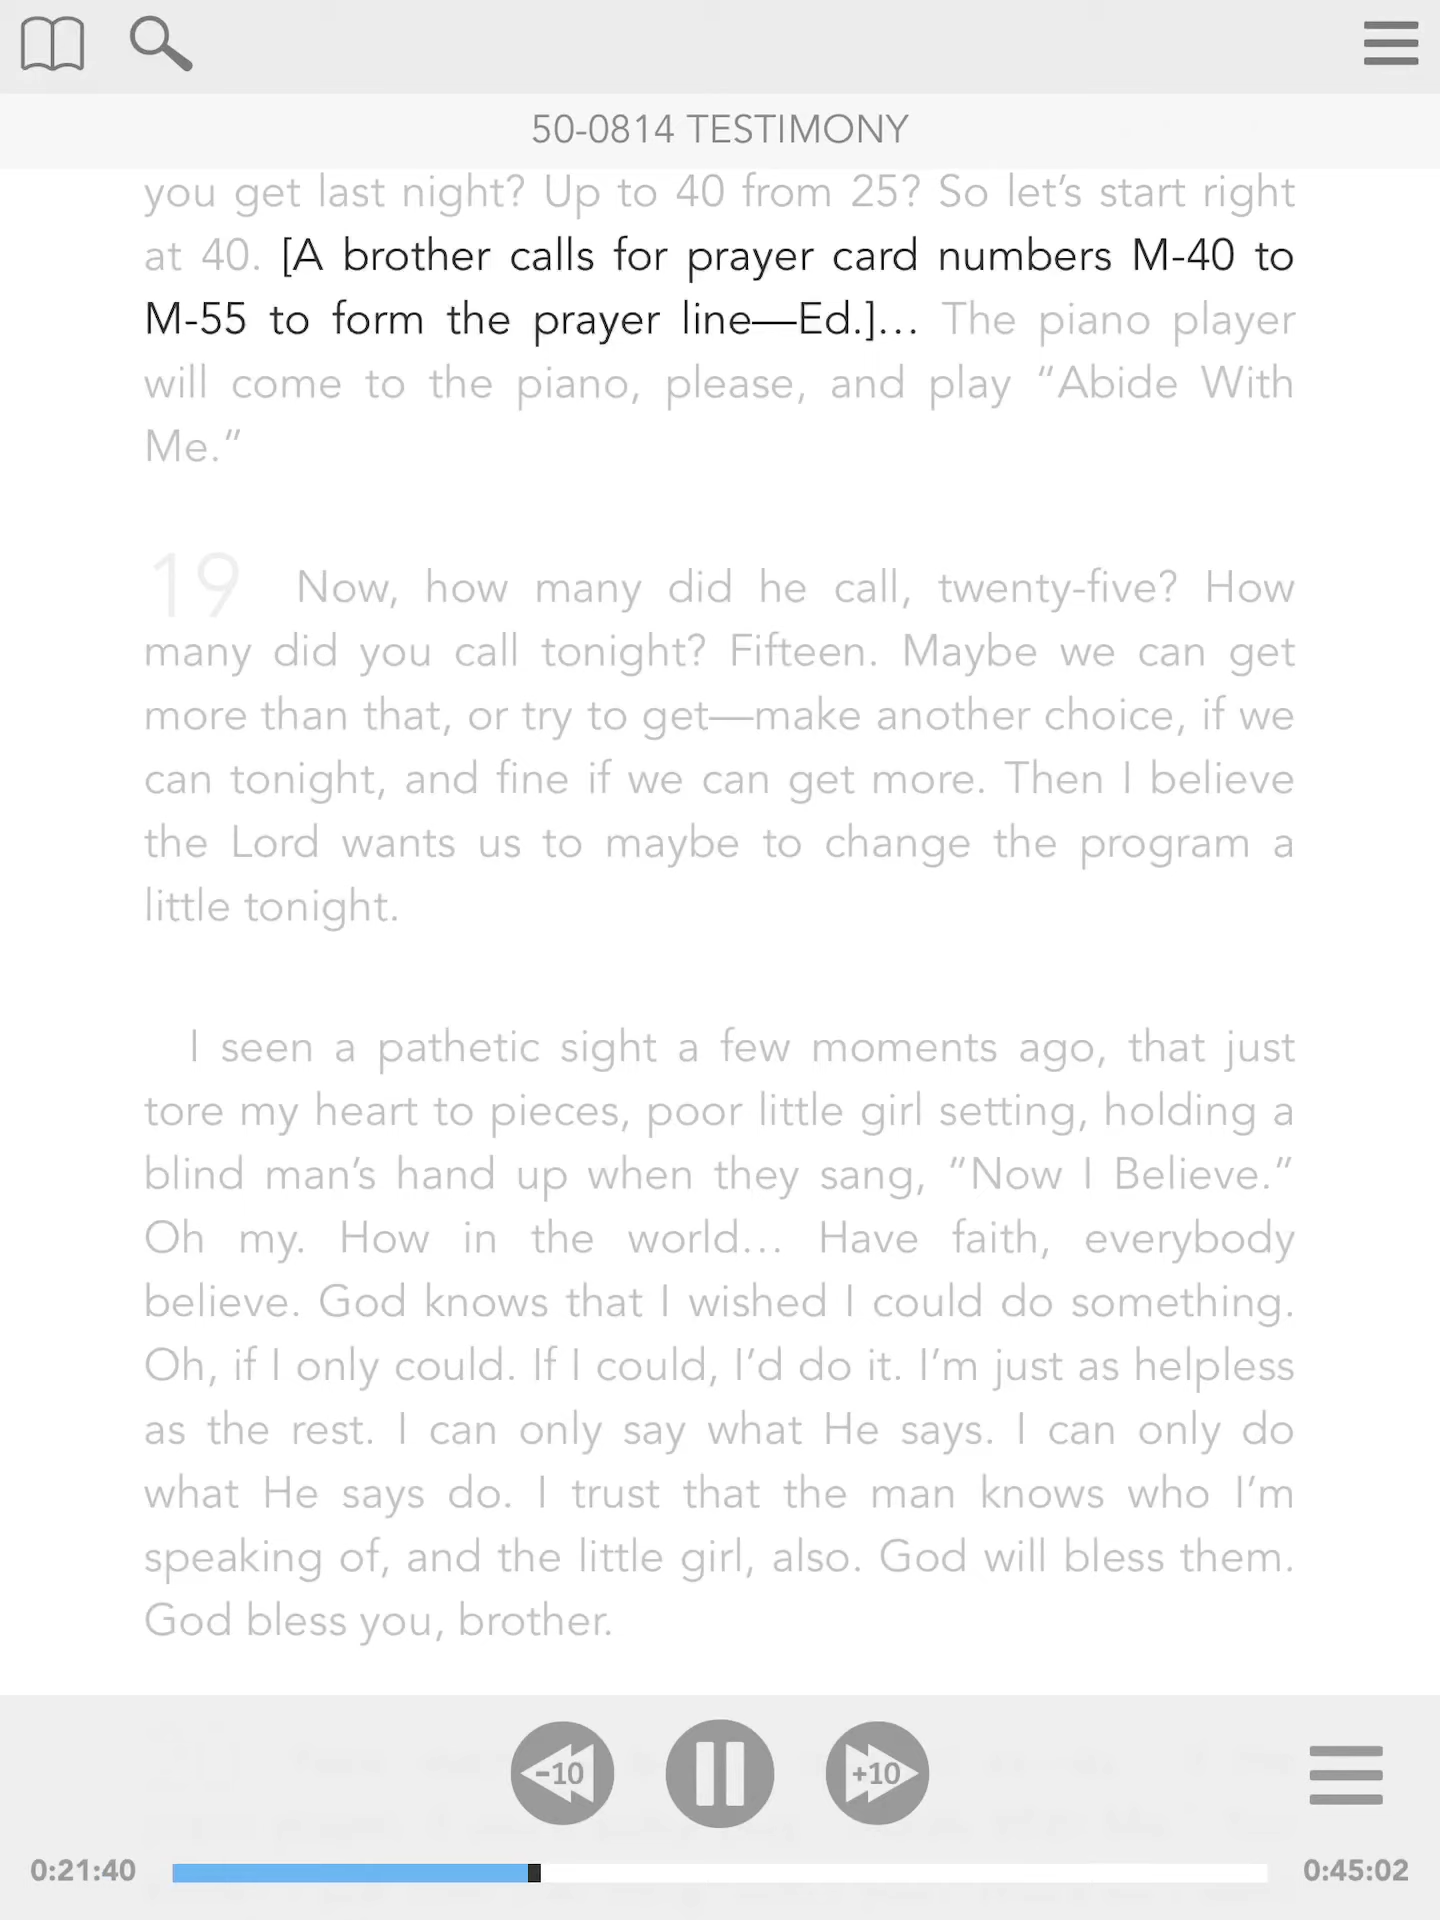 50-0814 TESTIMONY
you get last night? Up to 40 from 25? So let’s start right
at 40. [A brother calls for prayer card numbers M-40 to
M-55 to form the prayer line—Ed.]… The piano player
will come to the piano, please, and play “Abide With
Me.”
19 Now, how many did he call, twenty-five? How
many did you call tonight? Fifteen. Maybe we can get
more than that, or try to get—make another choice, if we
can tonight, and fine if we can get more. Then I believe
the Lord wants us to maybe to change the program a
little tonight.
I seen a pathetic sight a few moments ago, that just
tore my heart to pieces, poor little girl setting, holding a
blind man’s hand up when they sang, “Now I Believe.”
Oh my. How in the world… Have faith, everybody
believe. God knows that I wished I could do something.
Oh, if I only could. If I could, I’d do it. I’m just as helpless
as the rest. I can only say what He says. I can only do
what He says do. I trust that the man knows who I’m
speaking of, and the little girl, also. God will bless them.
God bless you, brother.
-10 +10
0:21:40 0:45:02